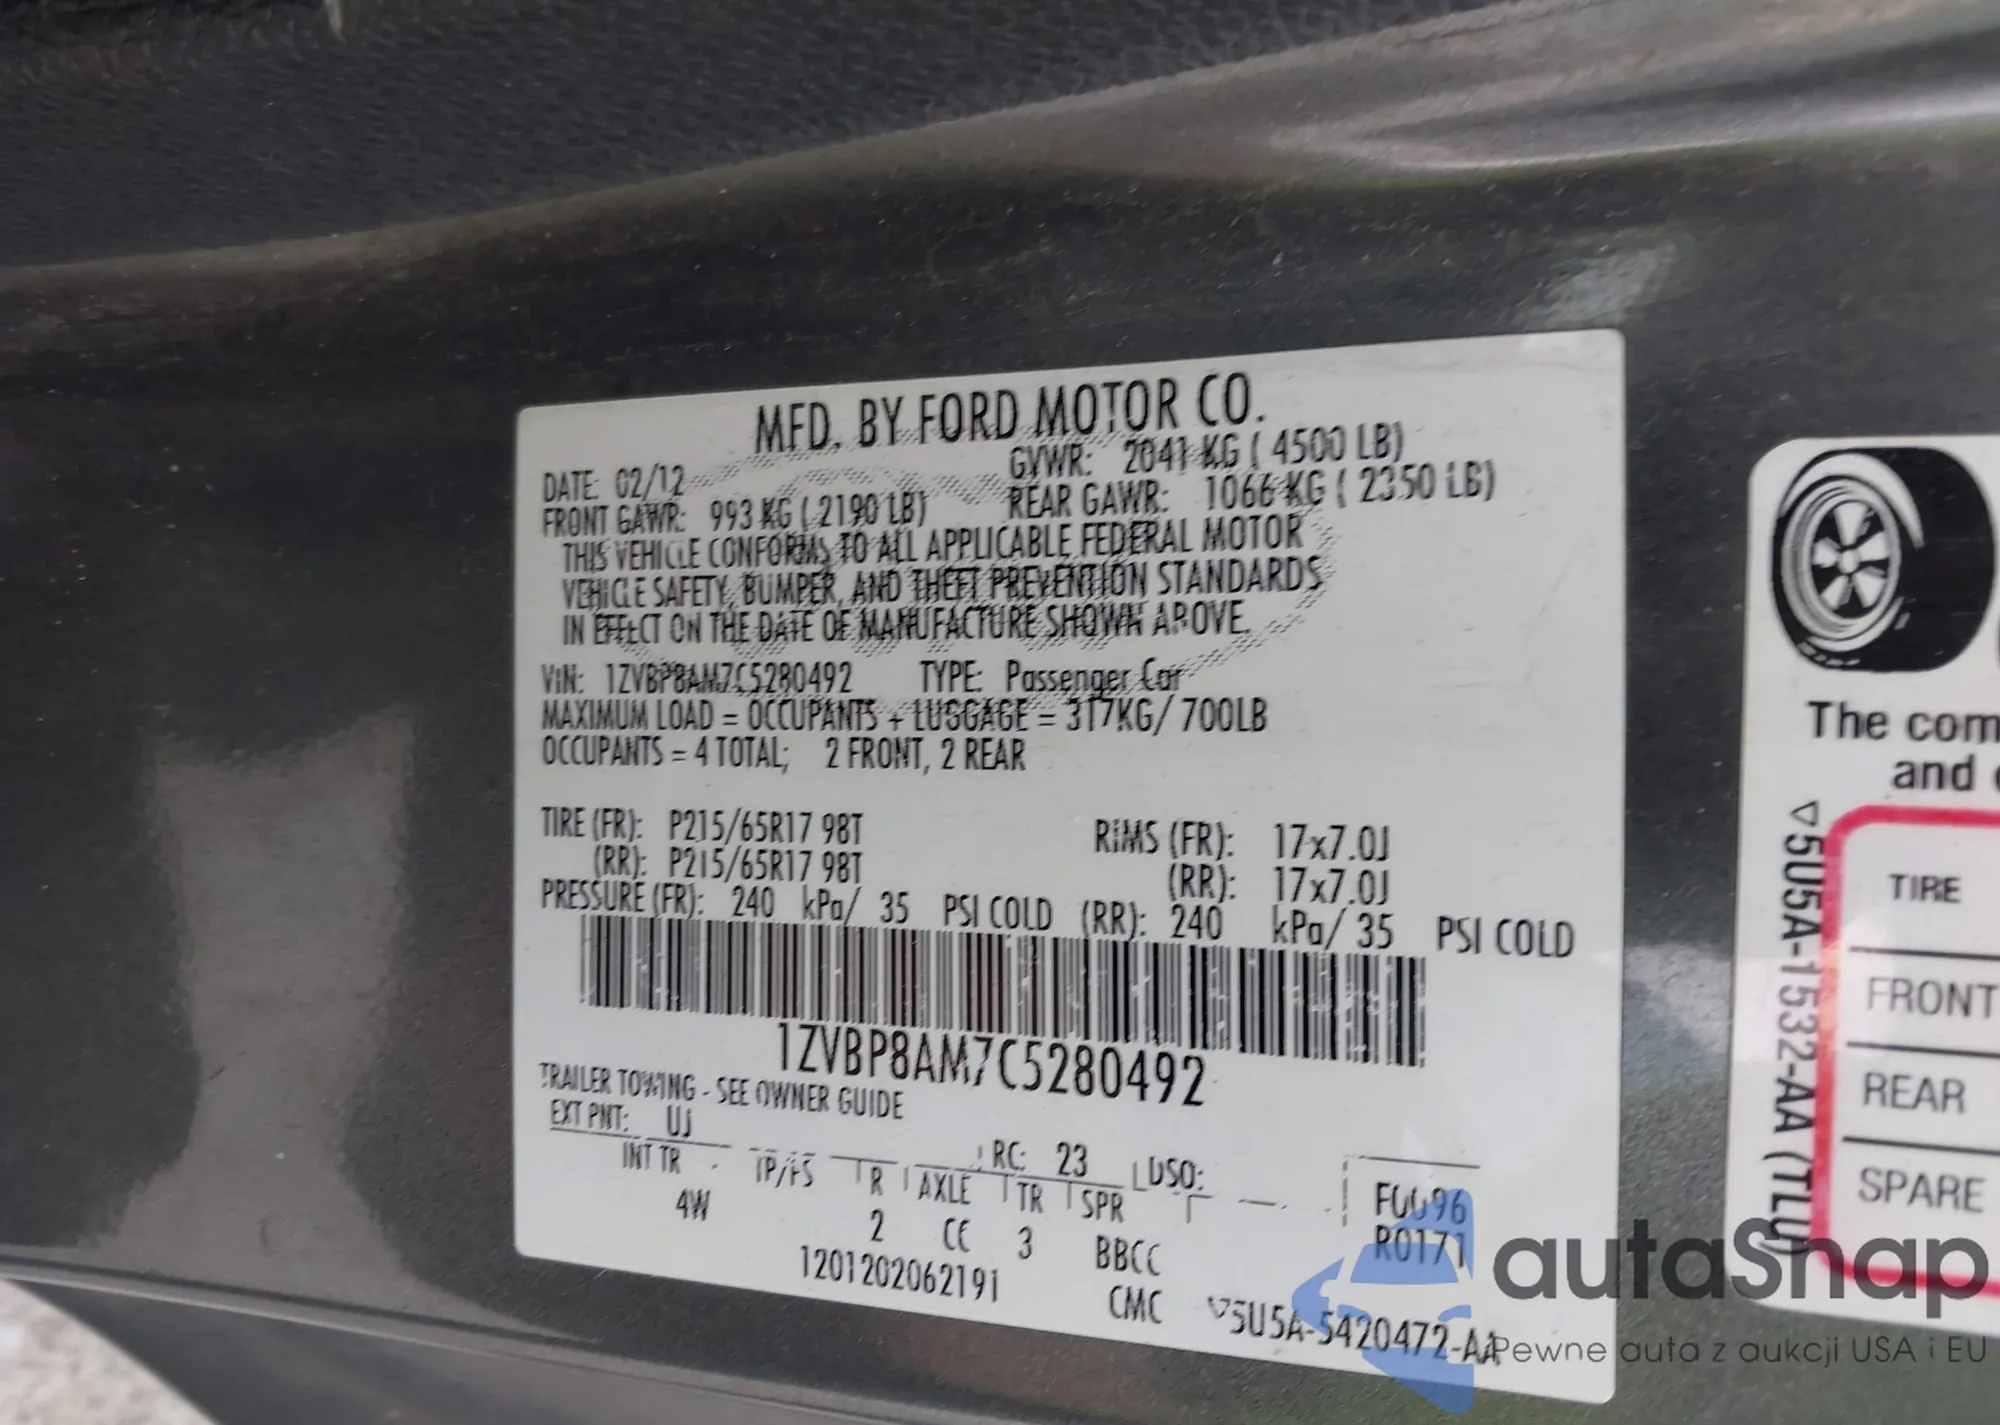 MFD. BY FORD MOTOR CO.
DATE: 02/12
GVWR: 2041 KG ( 4500 LB)
FRONT GAWR: 993 KG ( 2190 LB)
REAR GAWR: 1066 KG ( 2350 LB)
THIS VEHICLE CONFORMS TO ALL APPLICABLE FEDERAL MOTOR
VEHICLE SAFETY, BUMPER, AND THEFT PREVENTION STANDARDS
IN EFFECT ON THE DATE OF MANUFACTURE SHOWN ABOVE.
VIN: 1ZVBP8AM7C5280492 TYPE: Passenger Car
MAXIMUM LOAD = OCCUPANTS + LUGGAGE = 317KG/ 700LB
OCCUPANTS = 4 TOTAL; 2 FRONT, 2 REAR
TIRE (FR): P215/65R17 98T RIMS (FR): 17x7.0J
(RR): P215/65R17 98T (RR): 17x7.0J
PRESSURE (FR): 240 kPa/ 35 PSI COLD (RR): 240 kPa/ 35 PSI COLD
1ZVBP8AM7C5280492
TRAILER TOWING - SEE OWNER GUIDE
EXT PNT: UJ RC: 23 DSO:
INT TR TP/PS R AXLE TR SPR
4W 2 CE 3 BBCC
F0096
R0171
CMC
▽5U5A-5420472-AA
The com
and
TIRE
FRONT
REAR
SPARE
▽5U5A-1532-AA (TLU)
autaSnap
Pewne auta z aukcji USA i EU